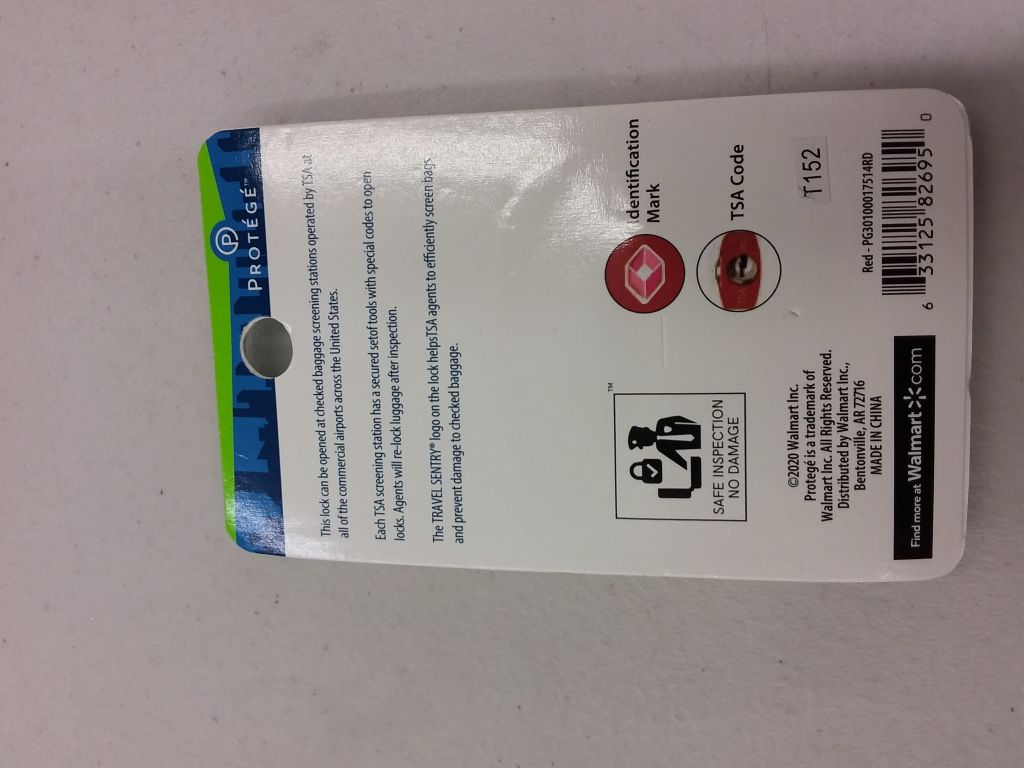 P
PROTÉGÉ™
This lock can be opened at checked baggage screening stations operated by TSA at
all of the commercial airports across the United States.
Each TSA screening station has a secured setof tools with special codes to open
locks. Agents will re-lock luggage after inspection.
The TRAVEL SENTRY® logo on the lock helpsTSA agents to efficiently screen bags
and prevent damage to checked baggage.
™
SAFE INSPECTION
NO DAMAGE
Identification
Mark
TSA Code
T152
©2020 Walmart Inc.
Protegé is a trademark of
Walmart Inc. All Rights Reserved.
Distributed by Walmart Inc.,
Bentonville, AR 72716
MADE IN CHINA
Find more at Walmart.com
Red - PG30100017514RD
6 33125 82695 0